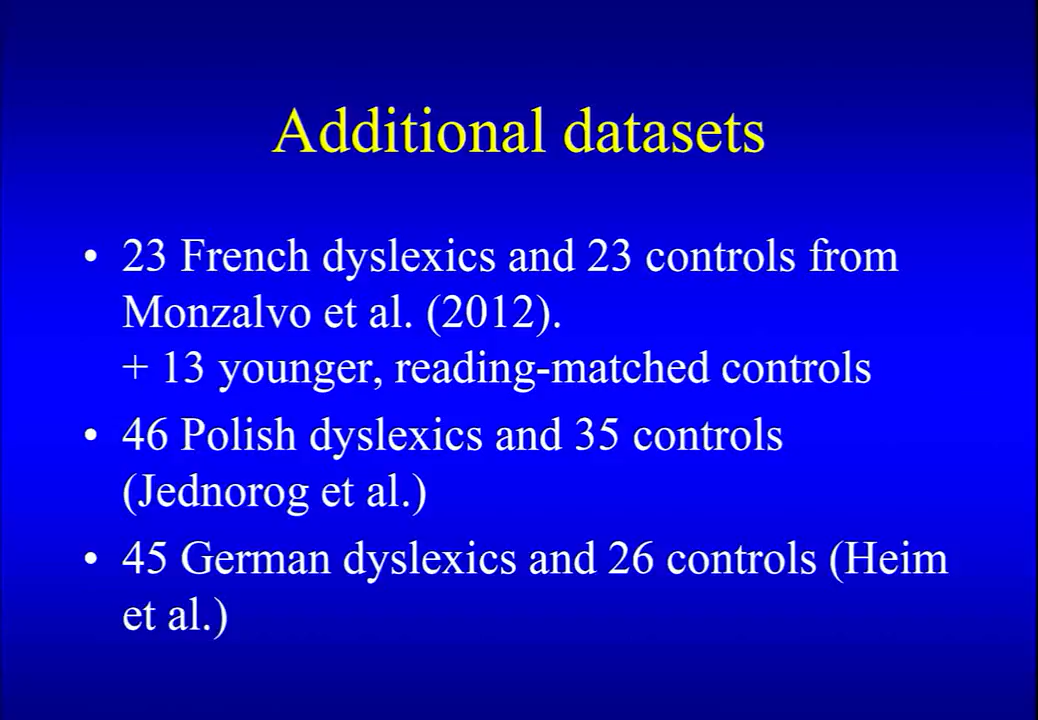 Additional datasets
• 23 French dyslexics and 23 controls from
Monzalvo et al. (2012).
+ 13 younger, reading-matched controls
• 46 Polish dyslexics and 35 controls
(Jednorog et al.)
• 45 German dyslexics and 26 controls (Heim
et al.)